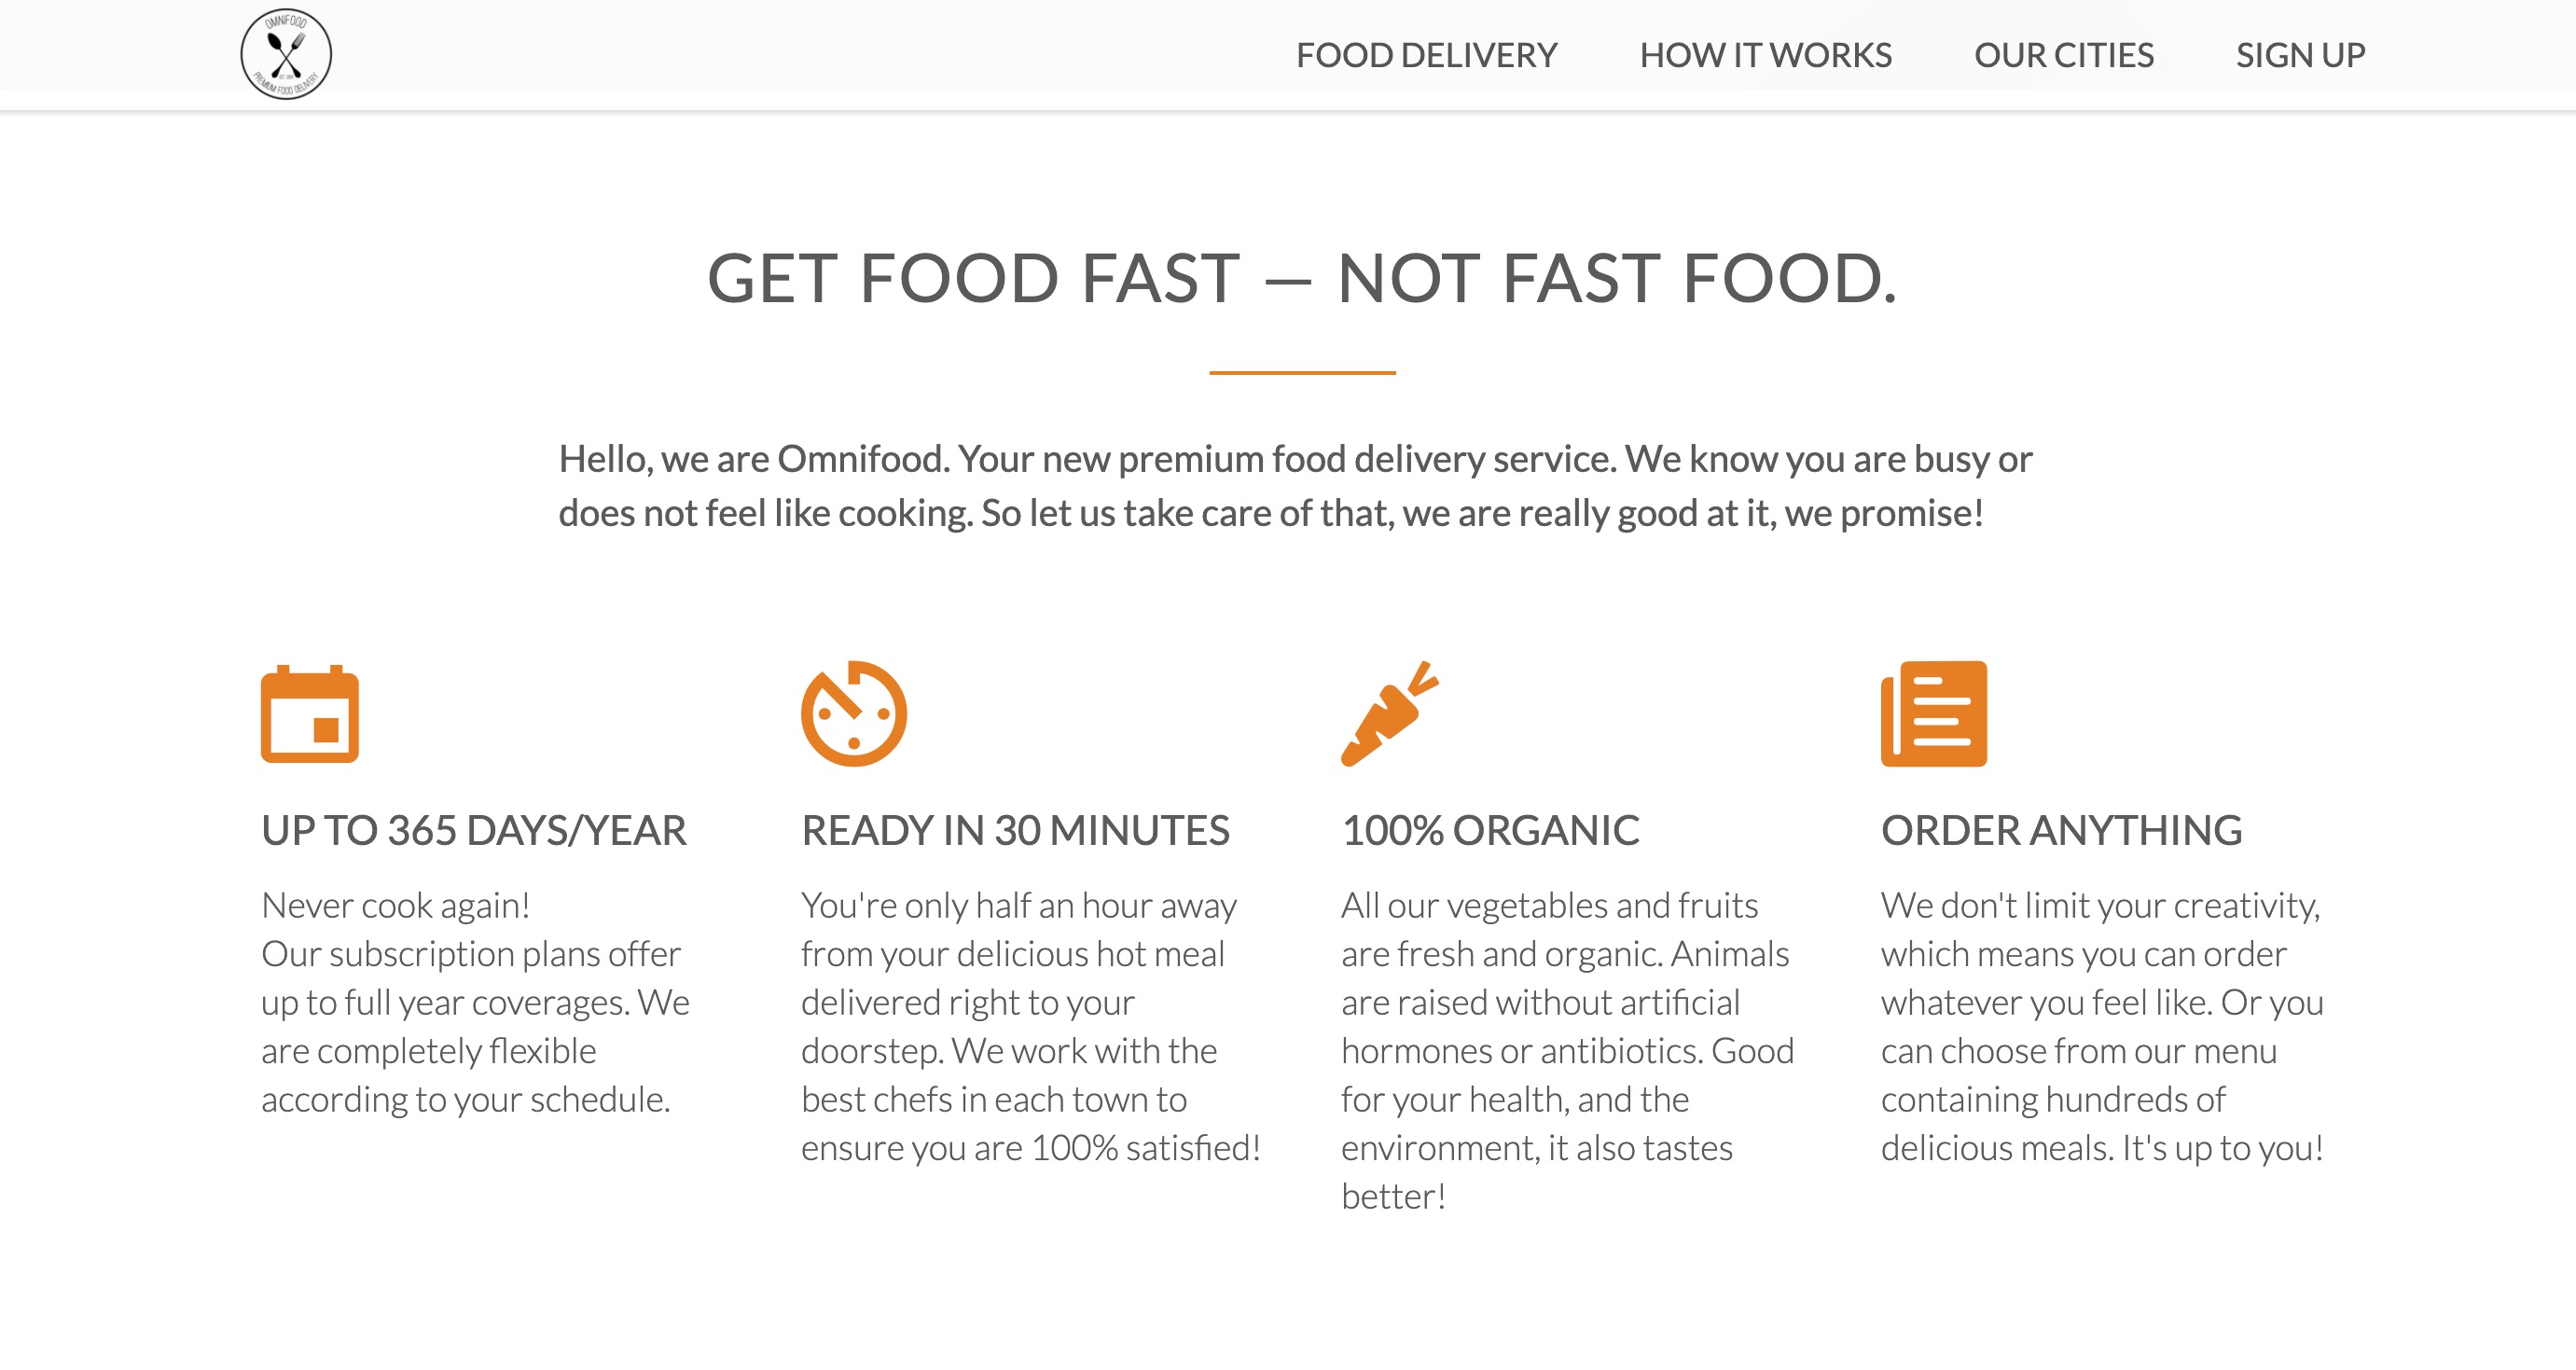 OMNIFOOD
PREMIUM FOOD DELIVERY
FOOD DELIVERY
HOW IT WORKS
OUR CITIES
SIGN UP
GET FOOD FAST — NOT FAST FOOD.
Hello, we are Omnifood. Your new premium food delivery service. We know you are busy or
does not feel like cooking. So let us take care of that, we are really good at it, we promise!
UP TO 365 DAYS/YEAR
Never cook again!
Our subscription plans offer
up to full year coverages. We
are completely flexible
according to your schedule.
READY IN 30 MINUTES
You're only half an hour away
from your delicious hot meal
delivered right to your
doorstep. We work with the
best chefs in each town to
ensure you are 100% satisfied!
100% ORGANIC
All our vegetables and fruits
are fresh and organic. Animals
are raised without artificial
hormones or antibiotics. Good
for your health, and the
environment, it also tastes
better!
ORDER ANYTHING
We don't limit your creativity,
which means you can order
whatever you feel like. Or you
can choose from our menu
containing hundreds of
delicious meals. It's up to you!